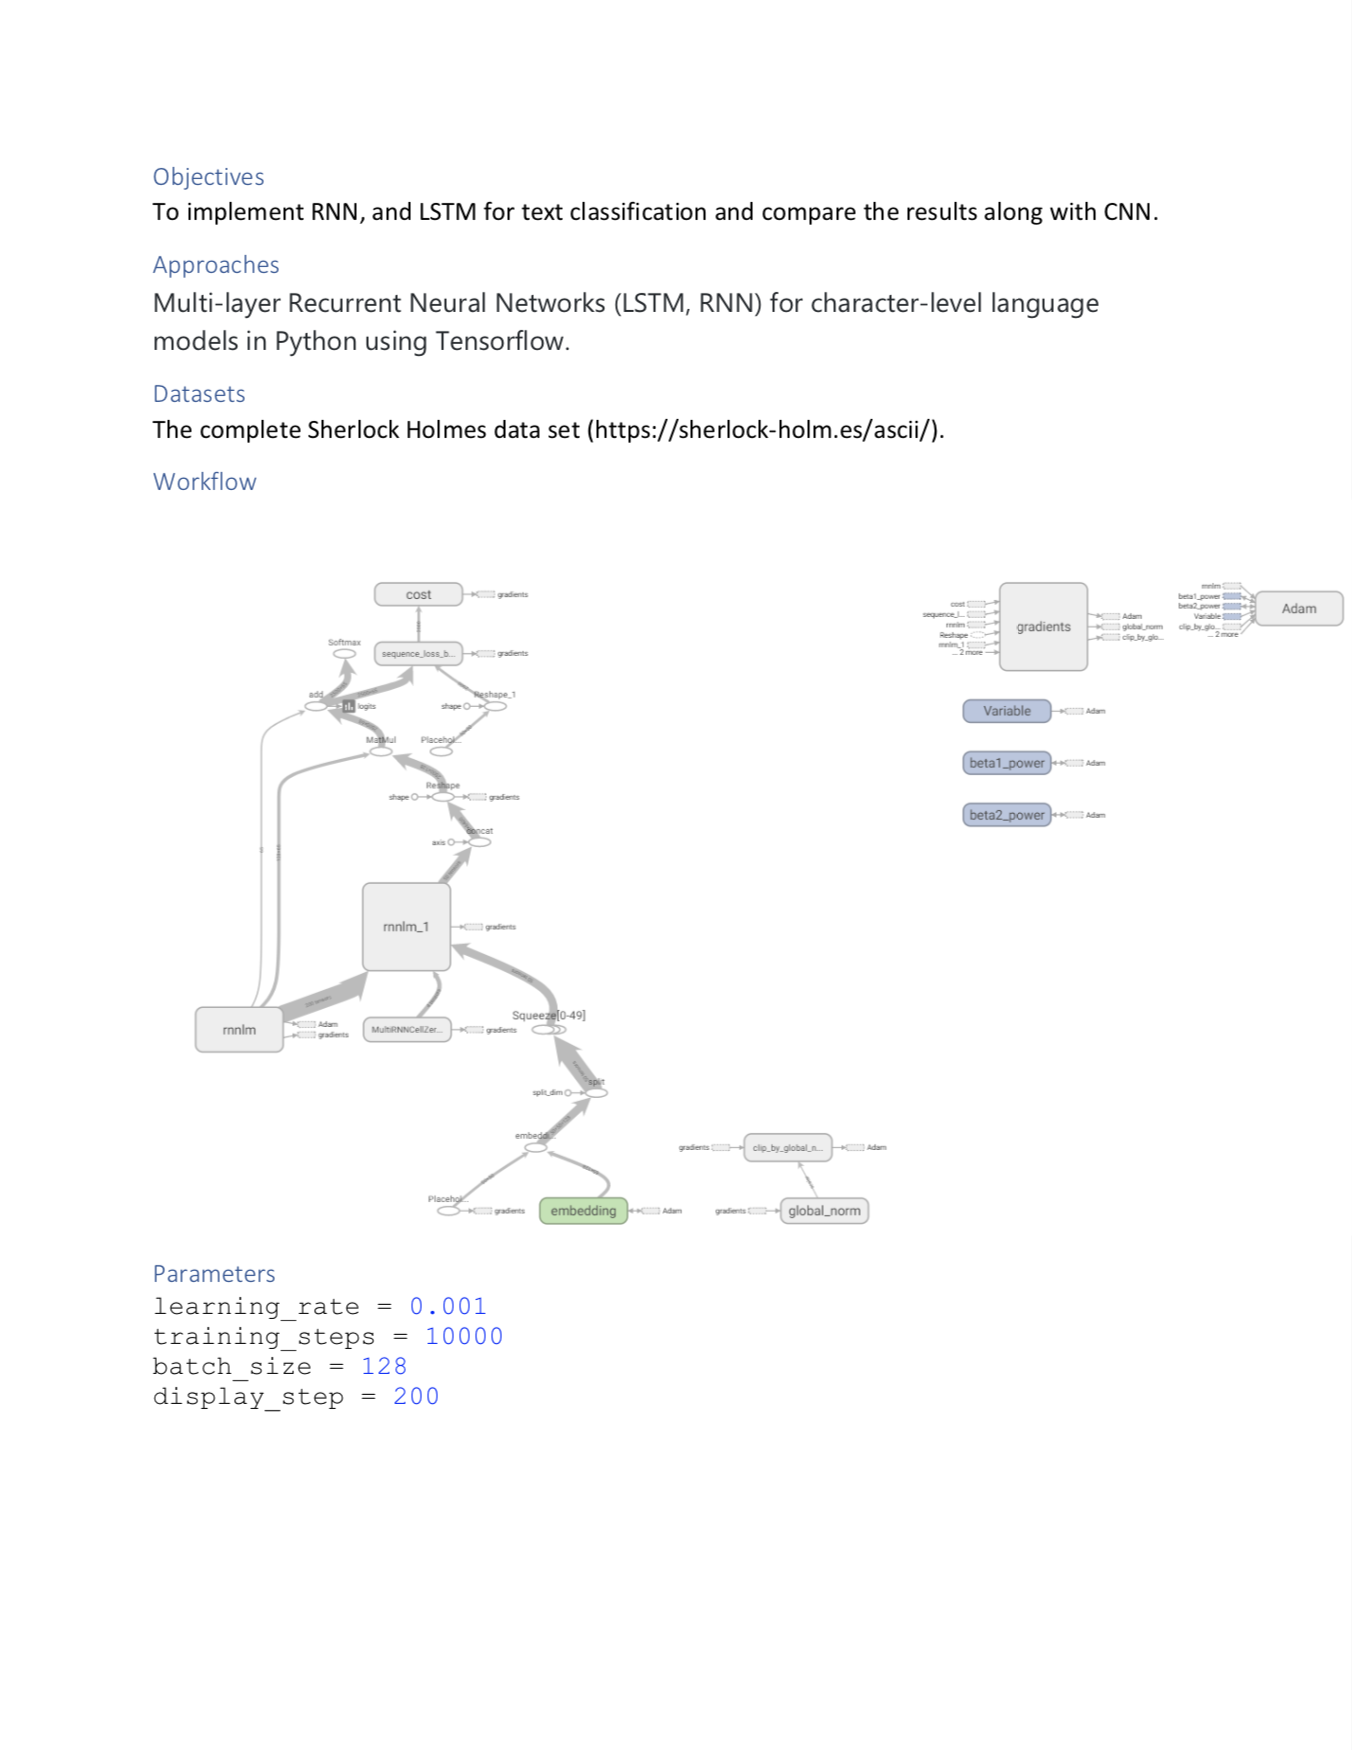 Objectives
To implement RNN, and LSTM for text classification and compare the results along with CNN.
Approaches
Multi-layer Recurrent Neural Networks (LSTM, RNN) for character-level language
models in Python using Tensorflow.
Datasets
The complete Sherlock Holmes data set (https://sherlock-holm.es/ascii/).
Workflow
cost
gradients
Softmax
sequence_loss_b...
gradients
add
logits
shape
Reshape_1
MatMul
Placehol...
Reshape
shape
gradients
concat
axis
rnnlm_1
gradients
rnnlm
Adam
gradients
MultiRNNCellZer...
gradients
Squeeze[0-49]
split
split_dim
embeddi...
Placehol...
gradients
embedding
Adam
gradients
clip_by_global_n...
Adam
gradients
global_norm
cost
sequence_l...
rnnlm
Reshape
rnnlm_1
... 2 more
gradients
Adam
global_norm
clip_by_glo...
rnnlm
beta1_power
beta2_power
Variable
clip_by_glo...
... 2 more
Adam
Variable
Adam
beta1_power
Adam
beta2_power
Adam
Parameters
learning_rate = 0.001
training_steps = 10000
batch_size = 128
display_step = 200